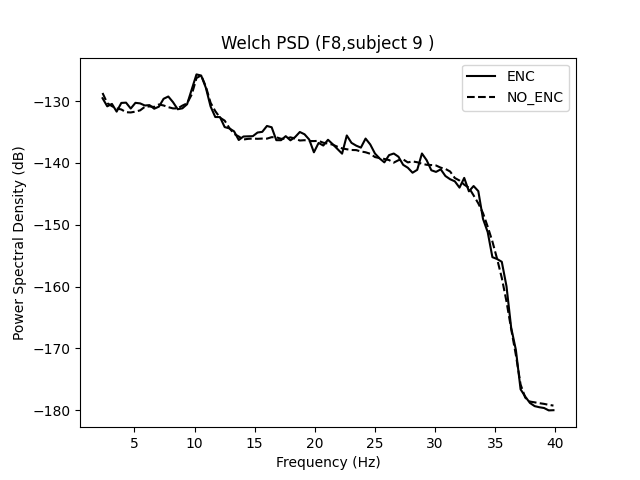 Welch PSD (F8,subject 9 )
ENC
NO_ENC
Power Spectral Density (dB)
−130
−140
−150
−160
−170
−180
5 10 15 20 25 30 35 40
Frequency (Hz)